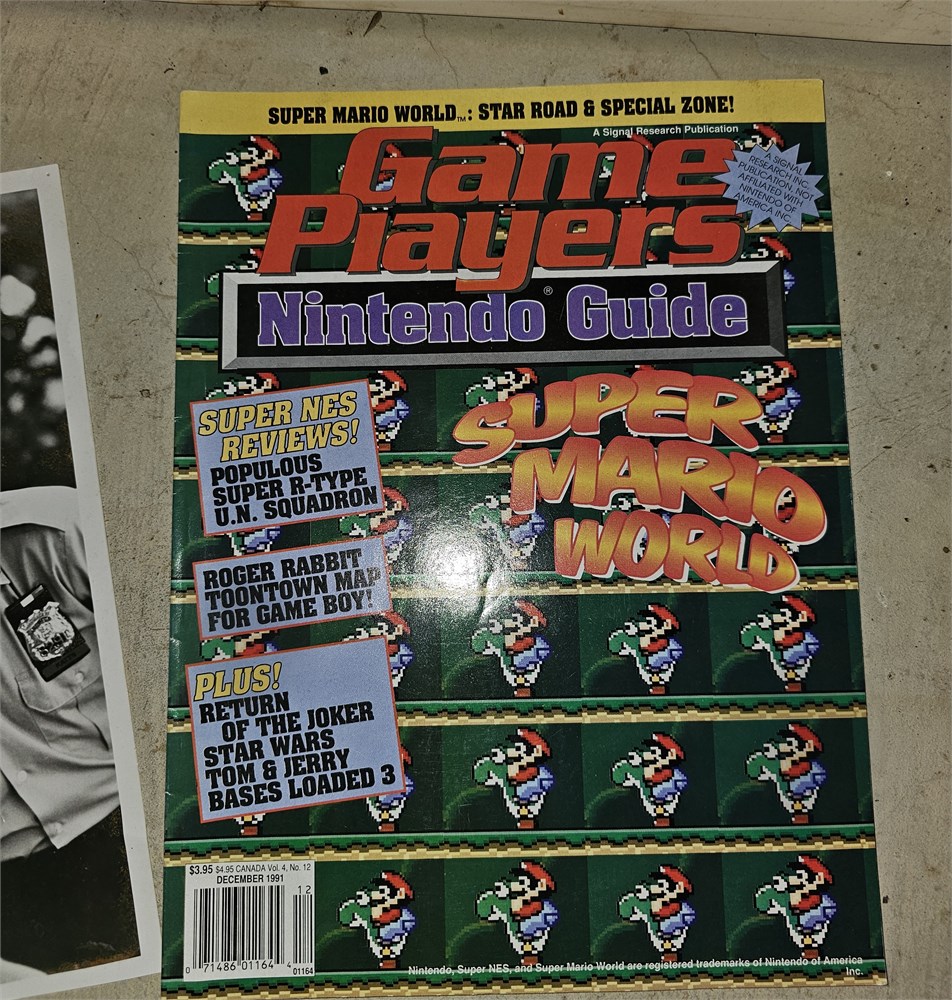 SUPER MARIO WORLD™: STAR ROAD & SPECIAL ZONE!
A Signal Research Publication
Game
Players
A SIGNAL
RESEARCH INC.
PUBLICATION. NOT
AFFILIATED WITH
NINTENDO OF
AMERICA INC.
Nintendo® Guide
SUPER
MARIO
WORLD
SUPER NES
REVIEWS!
POPULOUS
SUPER R-TYPE
U.N. SQUADRON
ROGER RABBIT
TOONTOWN MAP
FOR GAME BOY!
PLUS!
RETURN
OF THE JOKER
STAR WARS
TOM & JERRY
BASES LOADED 3
$3.95 $4.95 CANADA Vol. 4, No. 12
DECEMBER 1991
12
0 71486 01164 4
01164
Nintendo, Super NES, and Super Mario World are registered trademarks of Nintendo of America
Inc.